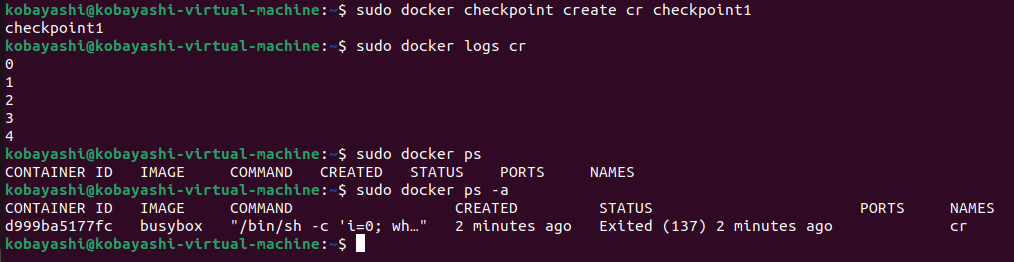 kobayashi@kobayashi-virtual-machine:~$ sudo docker checkpoint create cr checkpoint1
checkpoint1
kobayashi@kobayashi-virtual-machine:~$ sudo docker logs cr
0
1
2
3
4
kobayashi@kobayashi-virtual-machine:~$ sudo docker ps
CONTAINER ID   IMAGE     COMMAND   CREATED   STATUS    PORTS     NAMES
kobayashi@kobayashi-virtual-machine:~$ sudo docker ps -a
CONTAINER ID   IMAGE     COMMAND                  CREATED         STATUS                       PORTS     NAMES
d999ba5177fc   busybox   "/bin/sh -c 'i=0; wh…"   2 minutes ago   Exited (137) 2 minutes ago             cr
kobayashi@kobayashi-virtual-machine:~$